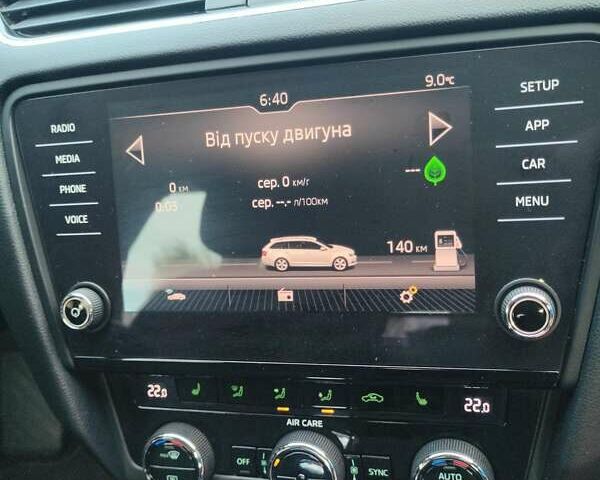 6:40
9.0°C
Від пуску двигуна
0 км
сер. 0 км/г
---
0:03
сер. --.- л/100км
140 км
RADIO
MEDIA
PHONE
VOICE
SETUP
APP
CAR
MENU
22.0
22.0
AIR CARE
OFF
SYNC
AUTO